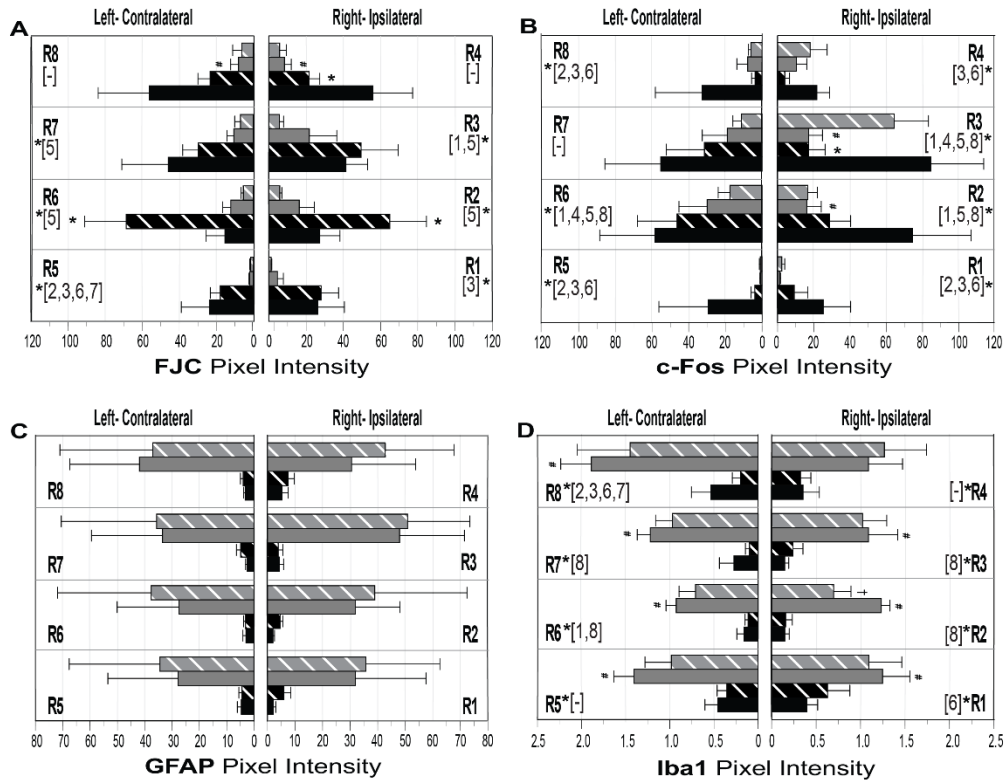 A
Left- Contralateral Right- Ipsilateral
R8 R4
[-] # # * [-]
R7 R3
*[5] [1,5]*
R6 R2
*[5] * * [5]*
R5 R1
*[2,3,6,7] [3]*
120 100 80 60 40 20 0 0 20 40 60 80 100 120
FJC Pixel Intensity
B
Left- Contralateral Right- Ipsilateral
R8 R4
*[2,3,6] [3,6]*
R7 R3
[-] # * [1,4,5,8]*
R6 R2
*[1,4,5,8] # [1,5,8]*
R5 R1
*[2,3,6] [2,3,6]*
120 100 80 60 40 20 0 0 20 40 60 80 100 120
c-Fos Pixel Intensity
C
Left- Contralateral Right- Ipsilateral
R8 R4
R7 R3
R6 R2
R5 R1
80 70 60 50 40 30 20 10 0 0 10 20 30 40 50 60 70 80
GFAP Pixel Intensity
D
Left- Contralateral Right- Ipsilateral
#
R8*[2,3,6,7] [-]*R4
# #
R7*[8] [8]*R3
# † #
R6*[1,8] [8]*R2
# #
R5*[-] [6]*R1
2.5 2.0 1.5 1.0 0.5 0 0 0.5 1.0 1.5 2.0 2.5
Iba1 Pixel Intensity